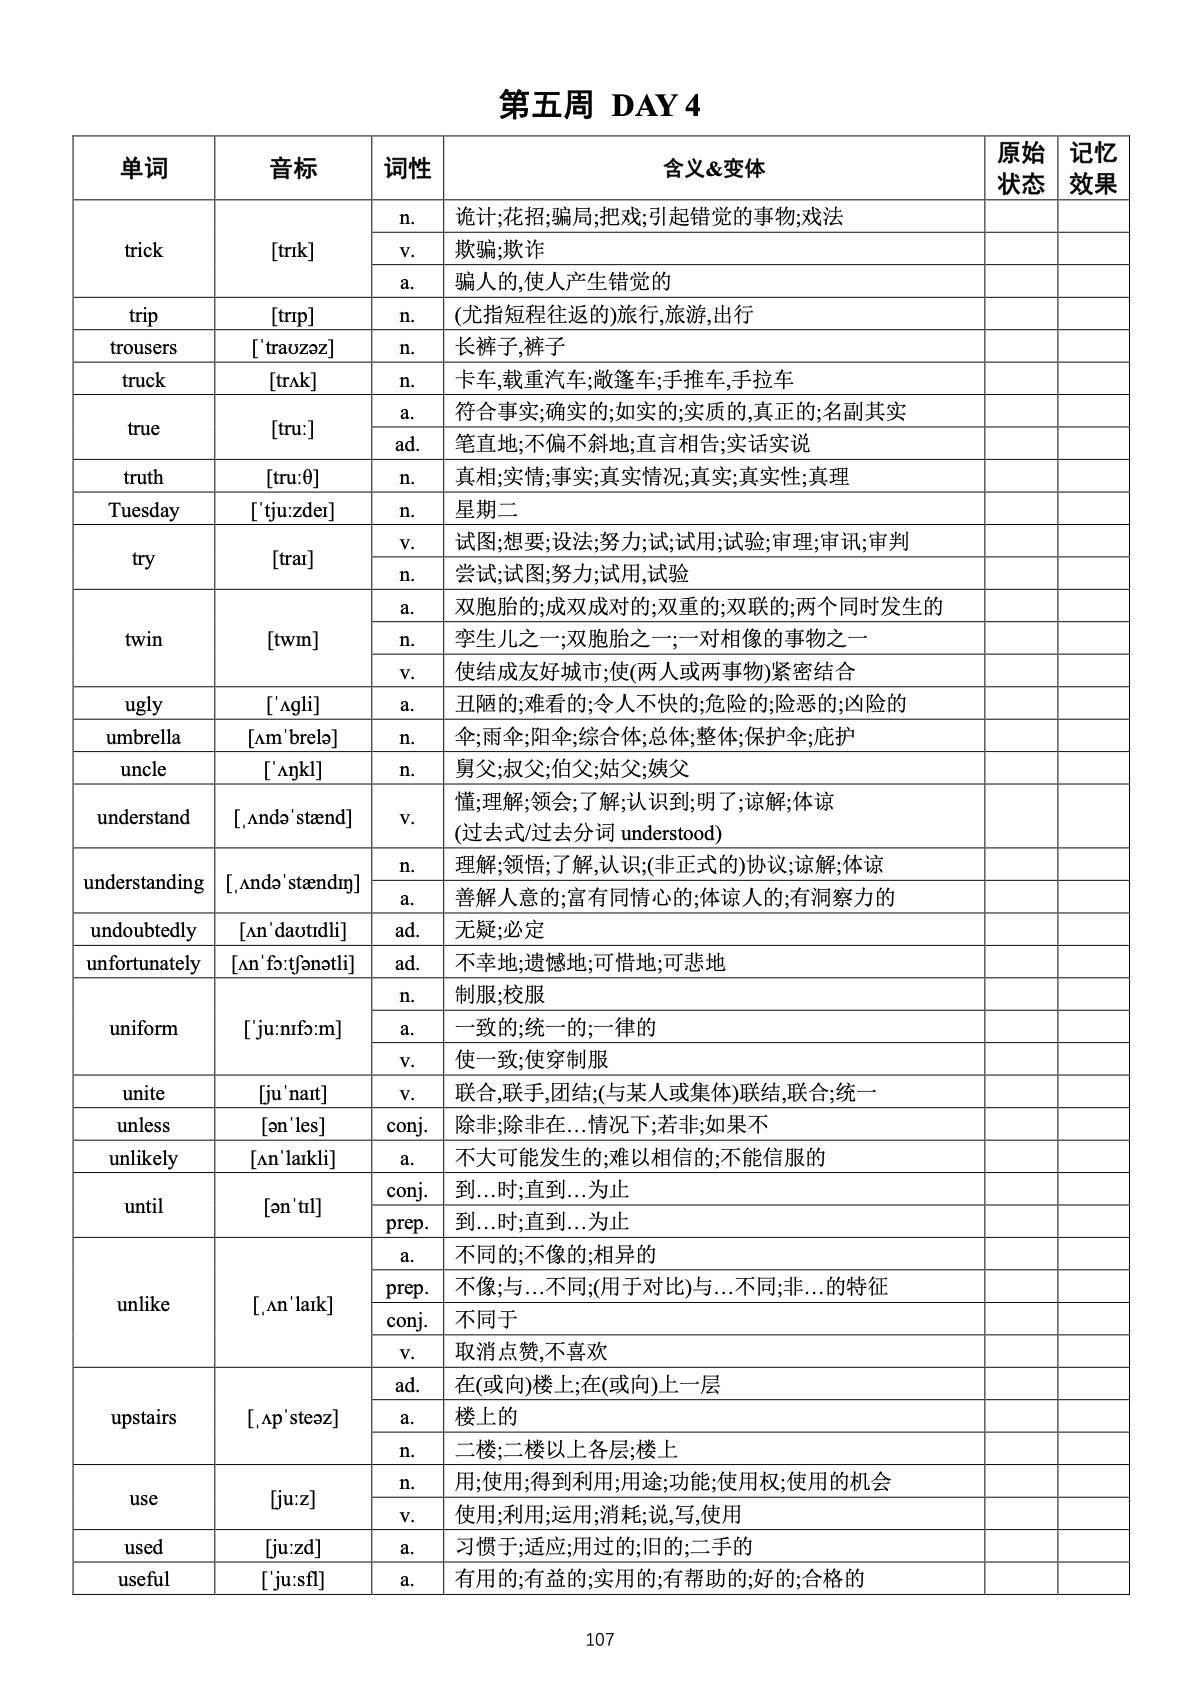 第五周 DAY 4
单词 音标 词性 含义&变体 原始状态 记忆效果
trick [trɪk] n. 诡计;花招;骗局;把戏;引起错觉的事物;戏法
v. 欺骗;欺诈
a. 骗人的,使人产生错觉的
trip [trɪp] n. (尤指短程往返的)旅行,旅游,出行
trousers [ˈtraʊzəz] n. 长裤子,裤子
truck [trʌk] n. 卡车,载重汽车;敞篷车;手推车,手拉车
true [truː] a. 符合事实;确实的;如实的;实质的,真正的;名副其实
ad. 笔直地;不偏不斜地;直言相告;实话实说
truth [truːθ] n. 真相;实情;事实;真实情况;真实;真实性;真理
Tuesday [ˈtjuːzdeɪ] n. 星期二
try [traɪ] v. 试图;想要;设法;努力;试;试用;试验;审理;审讯;审判
n. 尝试;试图;努力;试用,试验
twin [twɪn] a. 双胞胎的;成双成对的;双重的;双联的;两个同时发生的
n. 孪生儿之一;双胞胎之一;一对相像的事物之一
v. 使结成友好城市;使(两人或两事物)紧密结合
ugly [ˈʌɡli] a. 丑陋的;难看的;令人不快的;危险的;险恶的;凶险的
umbrella [ʌmˈbrelə] n. 伞;雨伞;阳伞;综合体;总体;整体;保护伞;庇护
uncle [ˈʌŋkl] n. 舅父;叔父;伯父;姑父;姨父
understand [ˌʌndəˈstænd] v. 懂;理解;领会;了解;认识到;明了;谅解;体谅
(过去式/过去分词 understood)
understanding [ˌʌndəˈstændɪŋ] n. 理解;领悟;了解,认识;(非正式的)协议;谅解;体谅
a. 善解人意的;富有同情心的;体谅人的;有洞察力的
undoubtedly [ʌnˈdaʊtɪdli] ad. 无疑;必定
unfortunately [ʌnˈfɔːtʃənətli] ad. 不幸地;遗憾地;可惜地;可悲地
uniform [ˈjuːnɪfɔːm] n. 制服;校服
a. 一致的;统一的;一律的
v. 使一致;使穿制服
unite [juˈnaɪt] v. 联合,联手,团结;(与某人或集体)联结,联合;统一
unless [ənˈles] conj. 除非;除非在…情况下;若非;如果不
unlikely [ʌnˈlaɪkli] a. 不大可能发生的;难以相信的;不能信服的
until [ənˈtɪl] conj. 到…时;直到…为止
prep. 到…时;直到…为止
unlike [ˌʌnˈlaɪk] a. 不同的;不像的;相异的
prep. 不像;与…不同;(用于对比)与…不同;非…的特征
conj. 不同于
v. 取消点赞,不喜欢
upstairs [ˌʌpˈsteəz] ad. 在(或向)楼上;在(或向)上一层
a. 楼上的
n. 二楼;二楼以上各层;楼上
use [juːz] n. 用;使用;得到利用;用途;功能;使用权;使用的机会
v. 使用;利用;运用;消耗;说,写,使用
used [juːzd] a. 习惯于;适应;用过的;旧的;二手的
useful [ˈjuːsfl] a. 有用的;有益的;实用的;有帮助的;好的;合格的
107